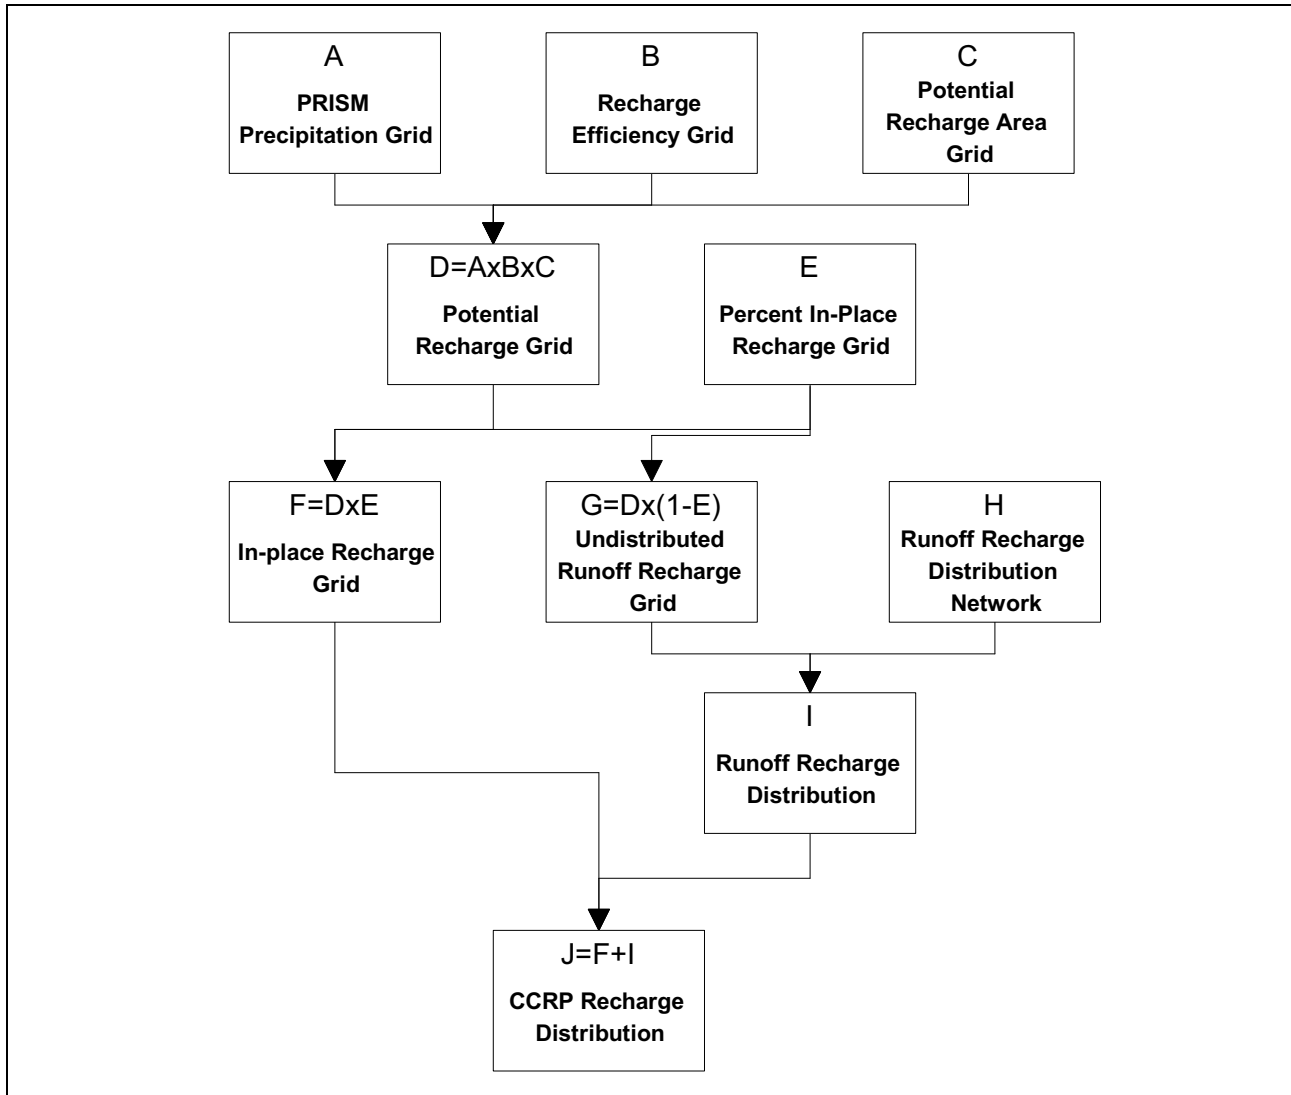 A
PRISM
Precipitation Grid
B
Recharge
Efficiency Grid
C
Potential
Recharge Area
Grid
D=AxBxC
Potential
Recharge Grid
E
Percent In-Place
Recharge Grid
F=DxE
In-place Recharge
Grid
G=Dx(1-E)
Undistributed
Runoff Recharge
Grid
H
Runoff Recharge
Distribution
Network
I
Runoff Recharge
Distribution
J=F+I
CCRP Recharge
Distribution